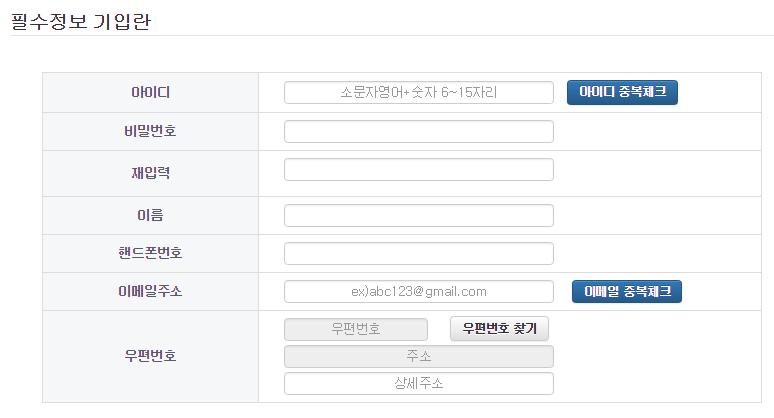 필수정보 기입란
아이디 소문자영어+숫자 6~15자리 아이디 중복체크
비밀번호
재입력
이름
핸드폰번호
이메일주소 ex)abc123@gmail.com 이메일 중복체크
우편번호 우편번호 찾기
우편번호 주소
상세주소